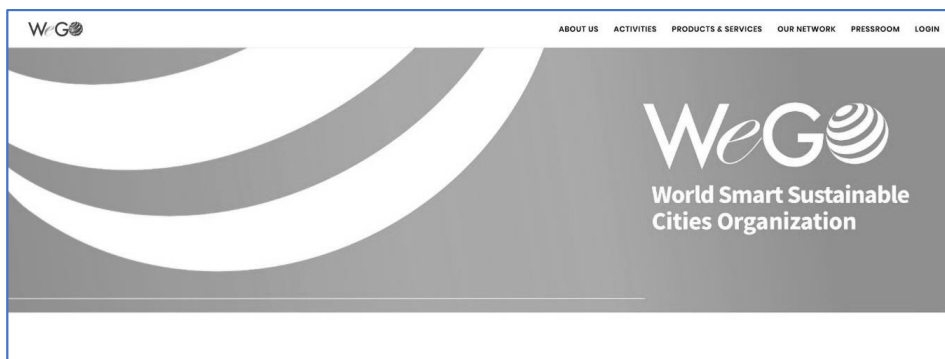 WeGO
ABOUT US ACTIVITIES PRODUCTS & SERVICES OUR NETWORK PRESSROOM LOGIN
WeGO
World Smart Sustainable
Cities Organization